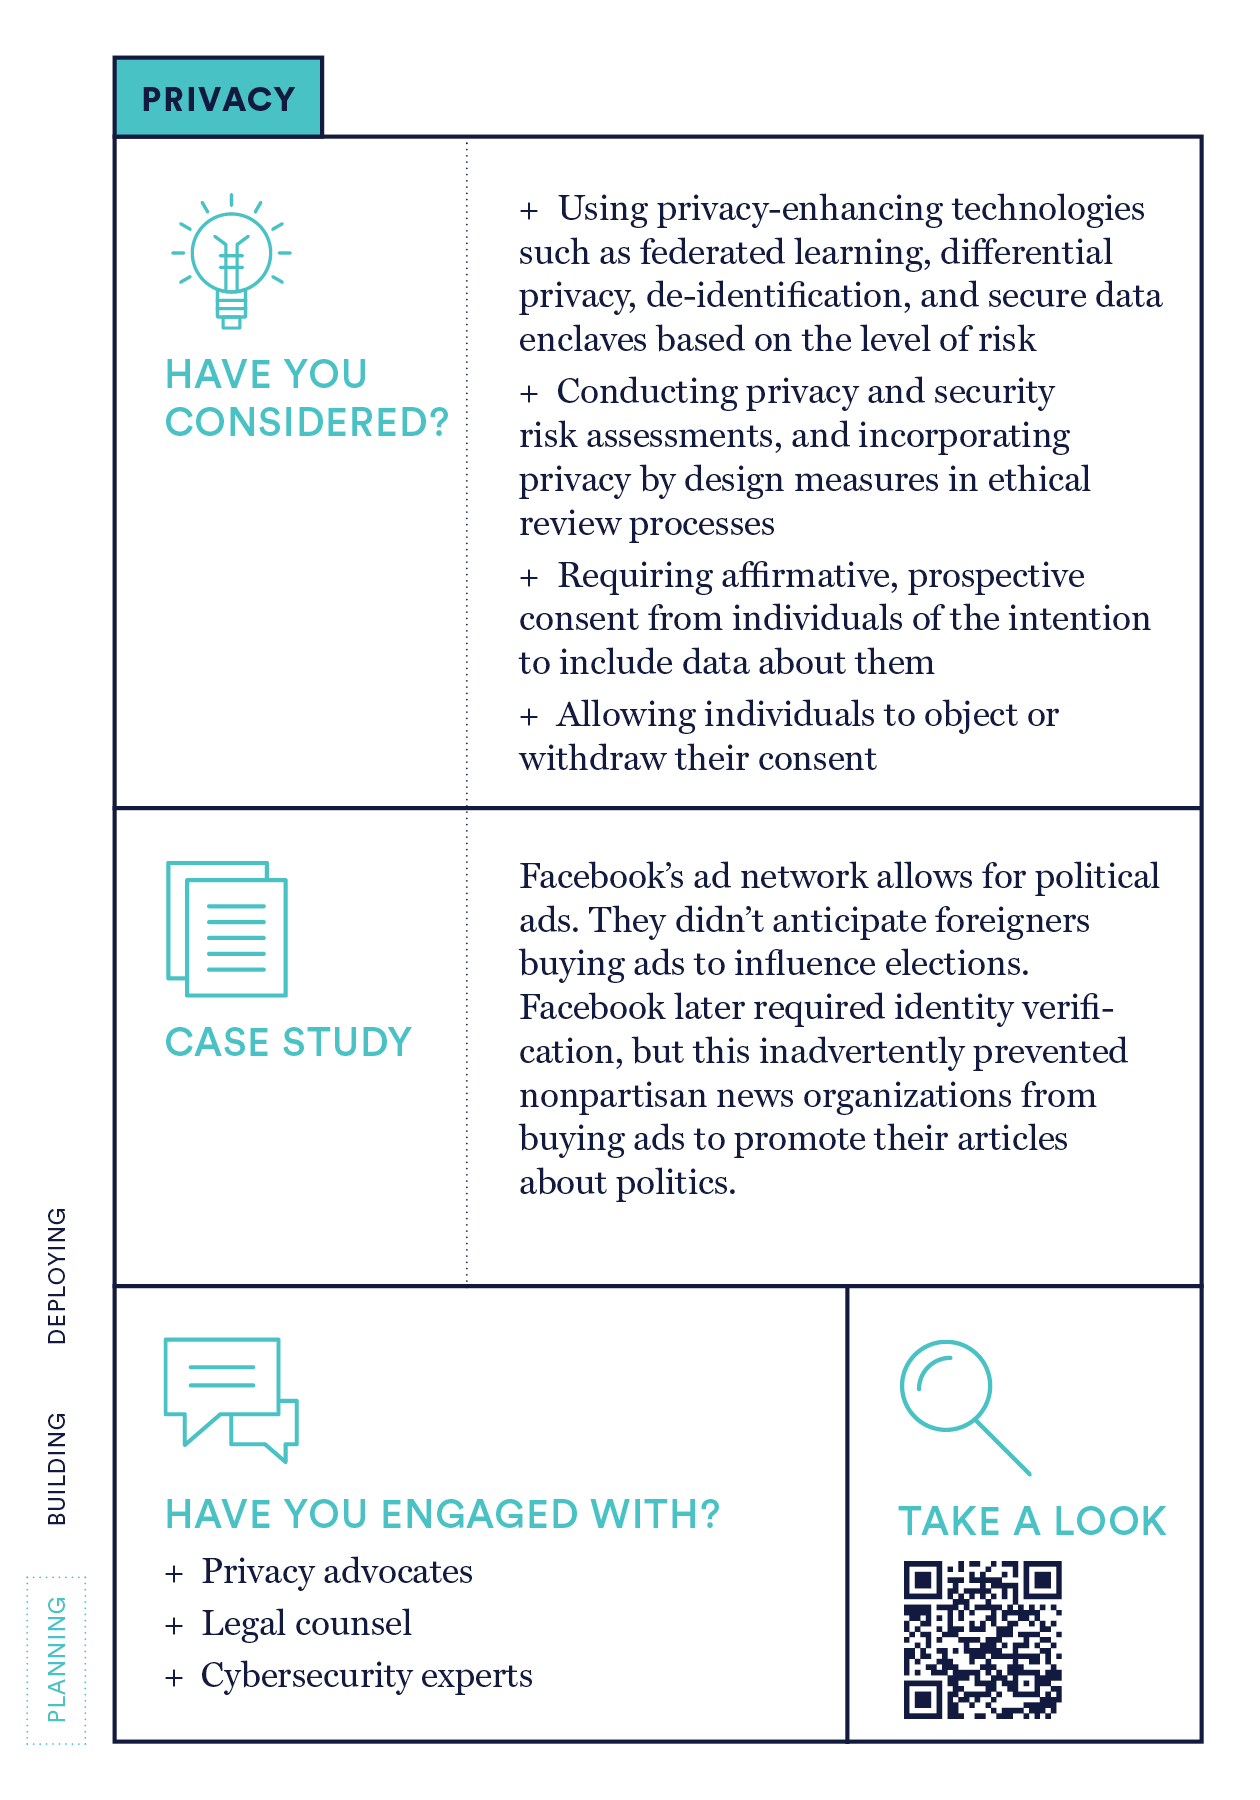 PRIVACY
HAVE YOU
CONSIDERED?
+ Using privacy-enhancing technologies
such as federated learning, differential
privacy, de-identification, and secure data
enclaves based on the level of risk
+ Conducting privacy and security
risk assessments, and incorporating
privacy by design measures in ethical
review processes
+ Requiring affirmative, prospective
consent from individuals of the intention
to include data about them
+ Allowing individuals to object or
withdraw their consent
CASE STUDY
Facebook’s ad network allows for political
ads. They didn’t anticipate foreigners
buying ads to influence elections.
Facebook later required identity verifi-
cation, but this inadvertently prevented
nonpartisan news organizations from
buying ads to promote their articles
about politics.
HAVE YOU ENGAGED WITH?
+ Privacy advocates
+ Legal counsel
+ Cybersecurity experts
TAKE A LOOK
PLANNING
BUILDING
DEPLOYING